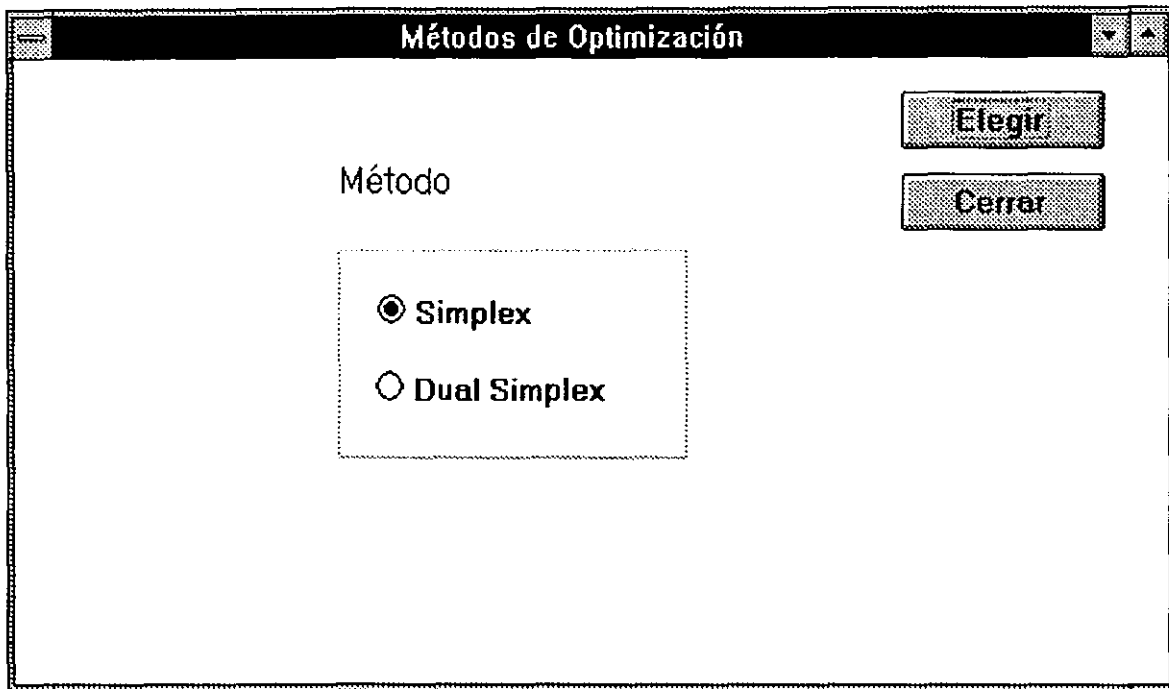 Métodos de Optimización
Elegir
Método
Cerrar
Simplex
Dual Simplex